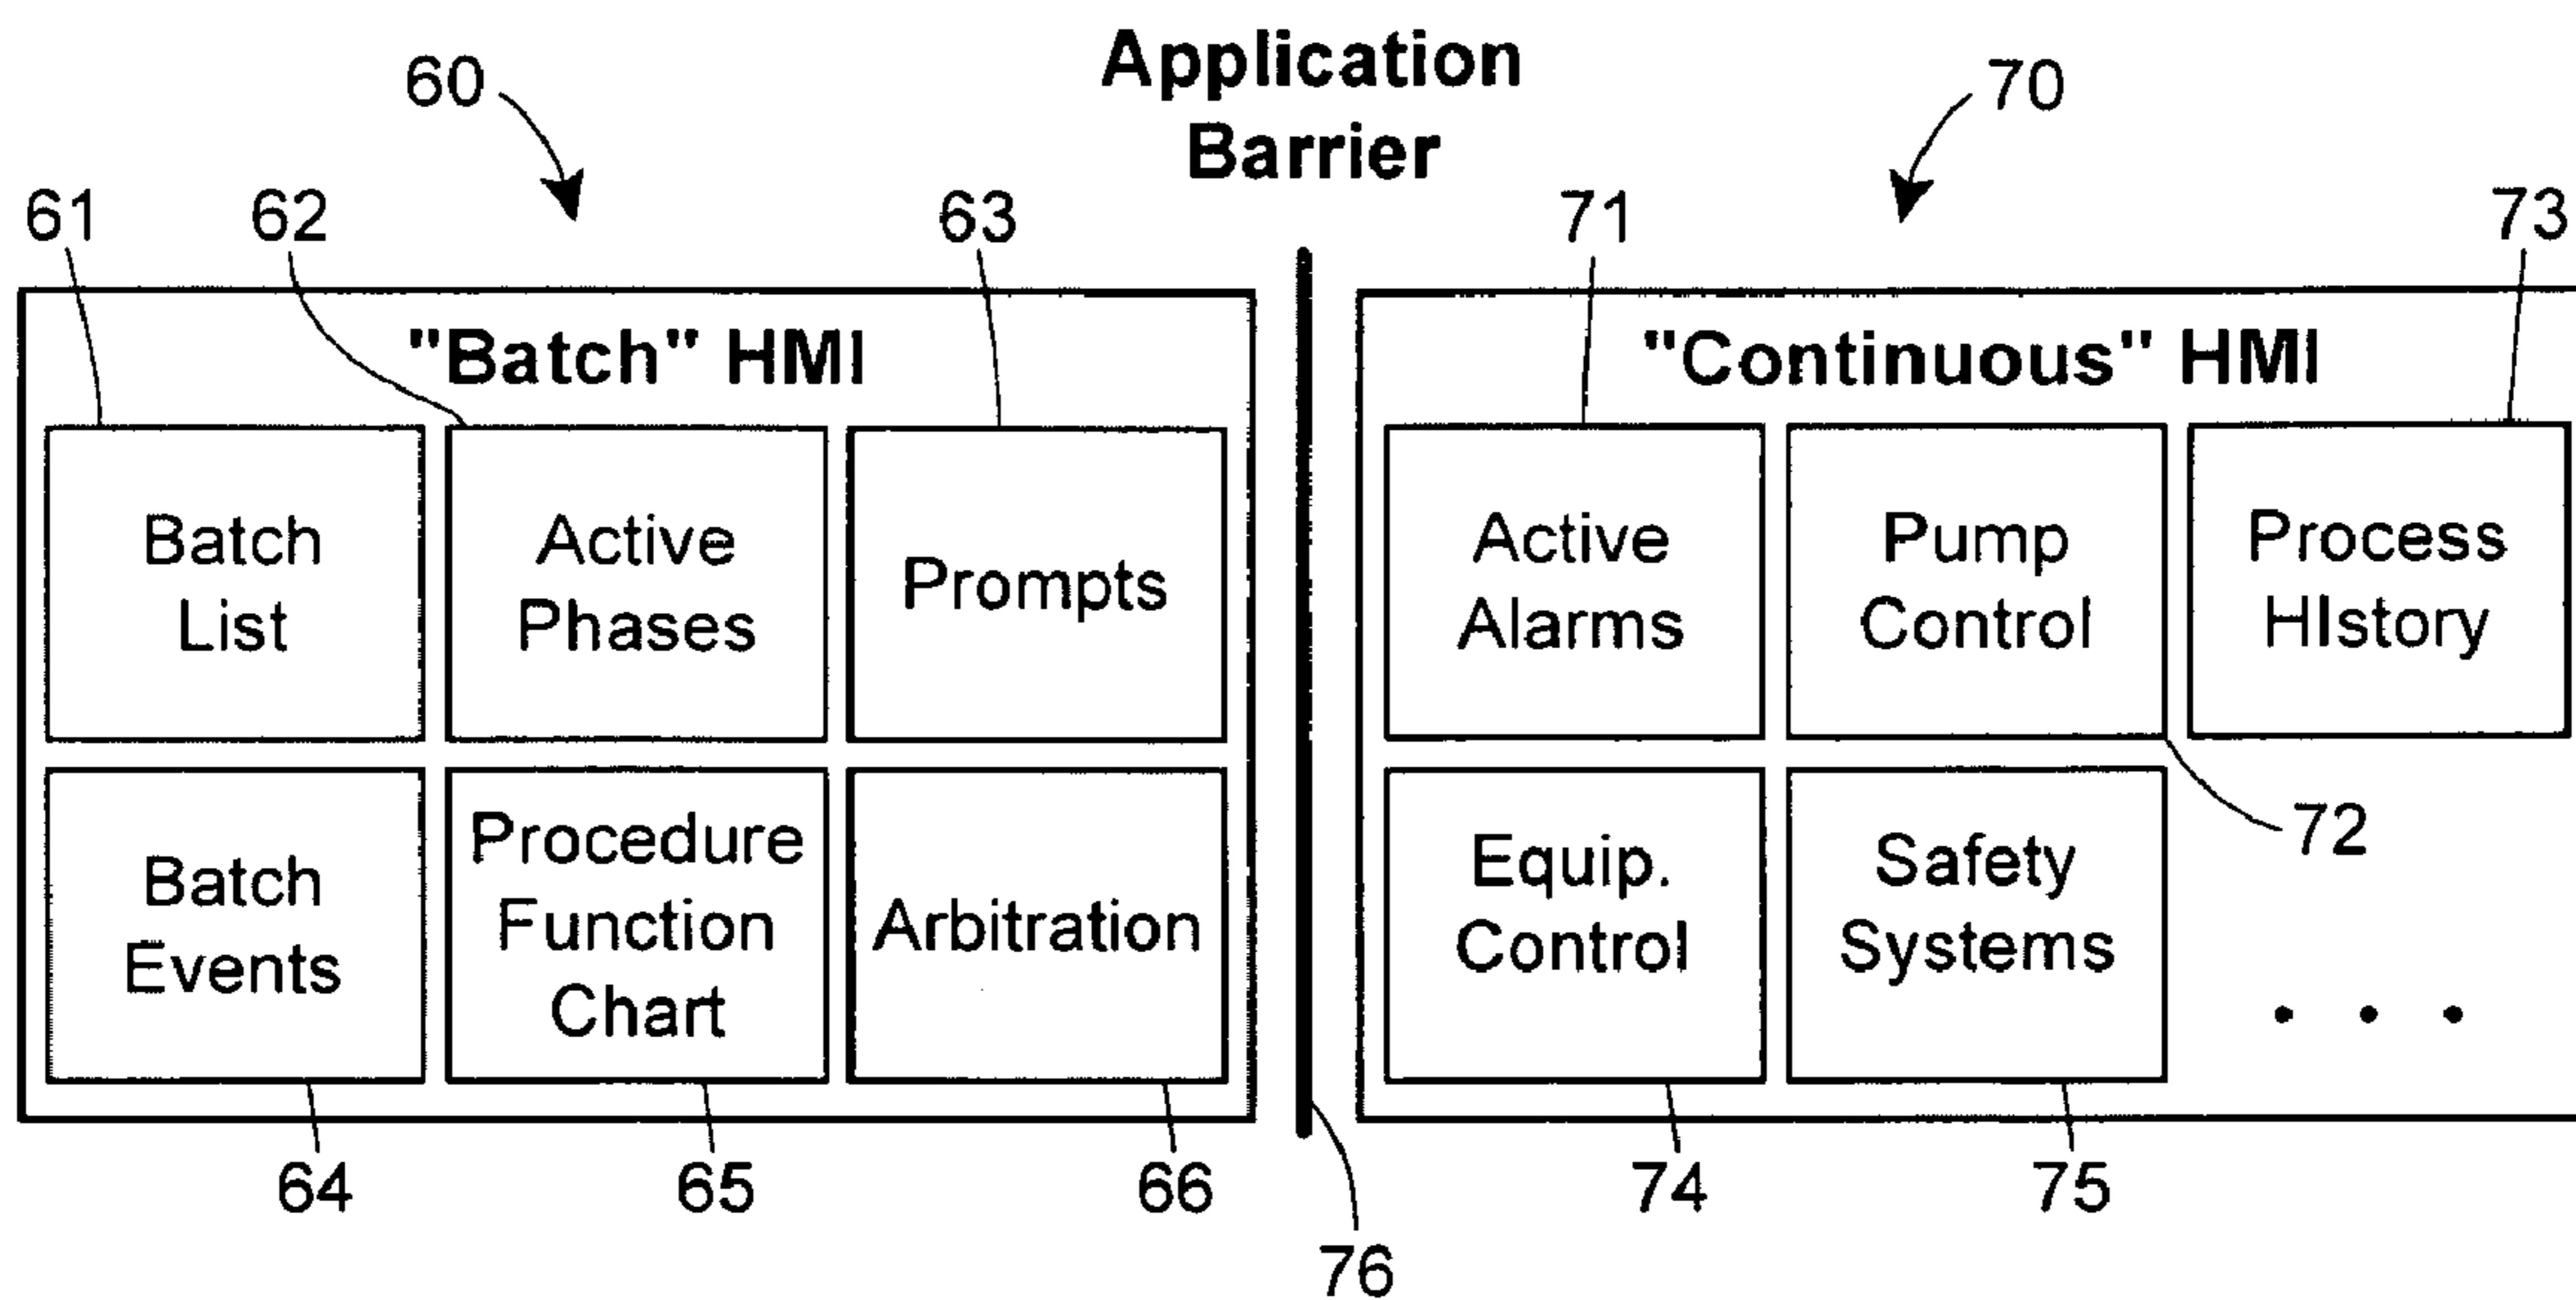 Application
Barrier
60
70
61
62
63
71
73
"Batch" HMI
"Continuous" HMI
Batch
List
Active
Phases
Prompts
Active
Alarms
Pump
Control
Process
HIstory
Batch
Events
Procedure
Function
Chart
Arbitration
Equip.
Control
Safety
Systems
. . .
72
64
65
66
74
75
76